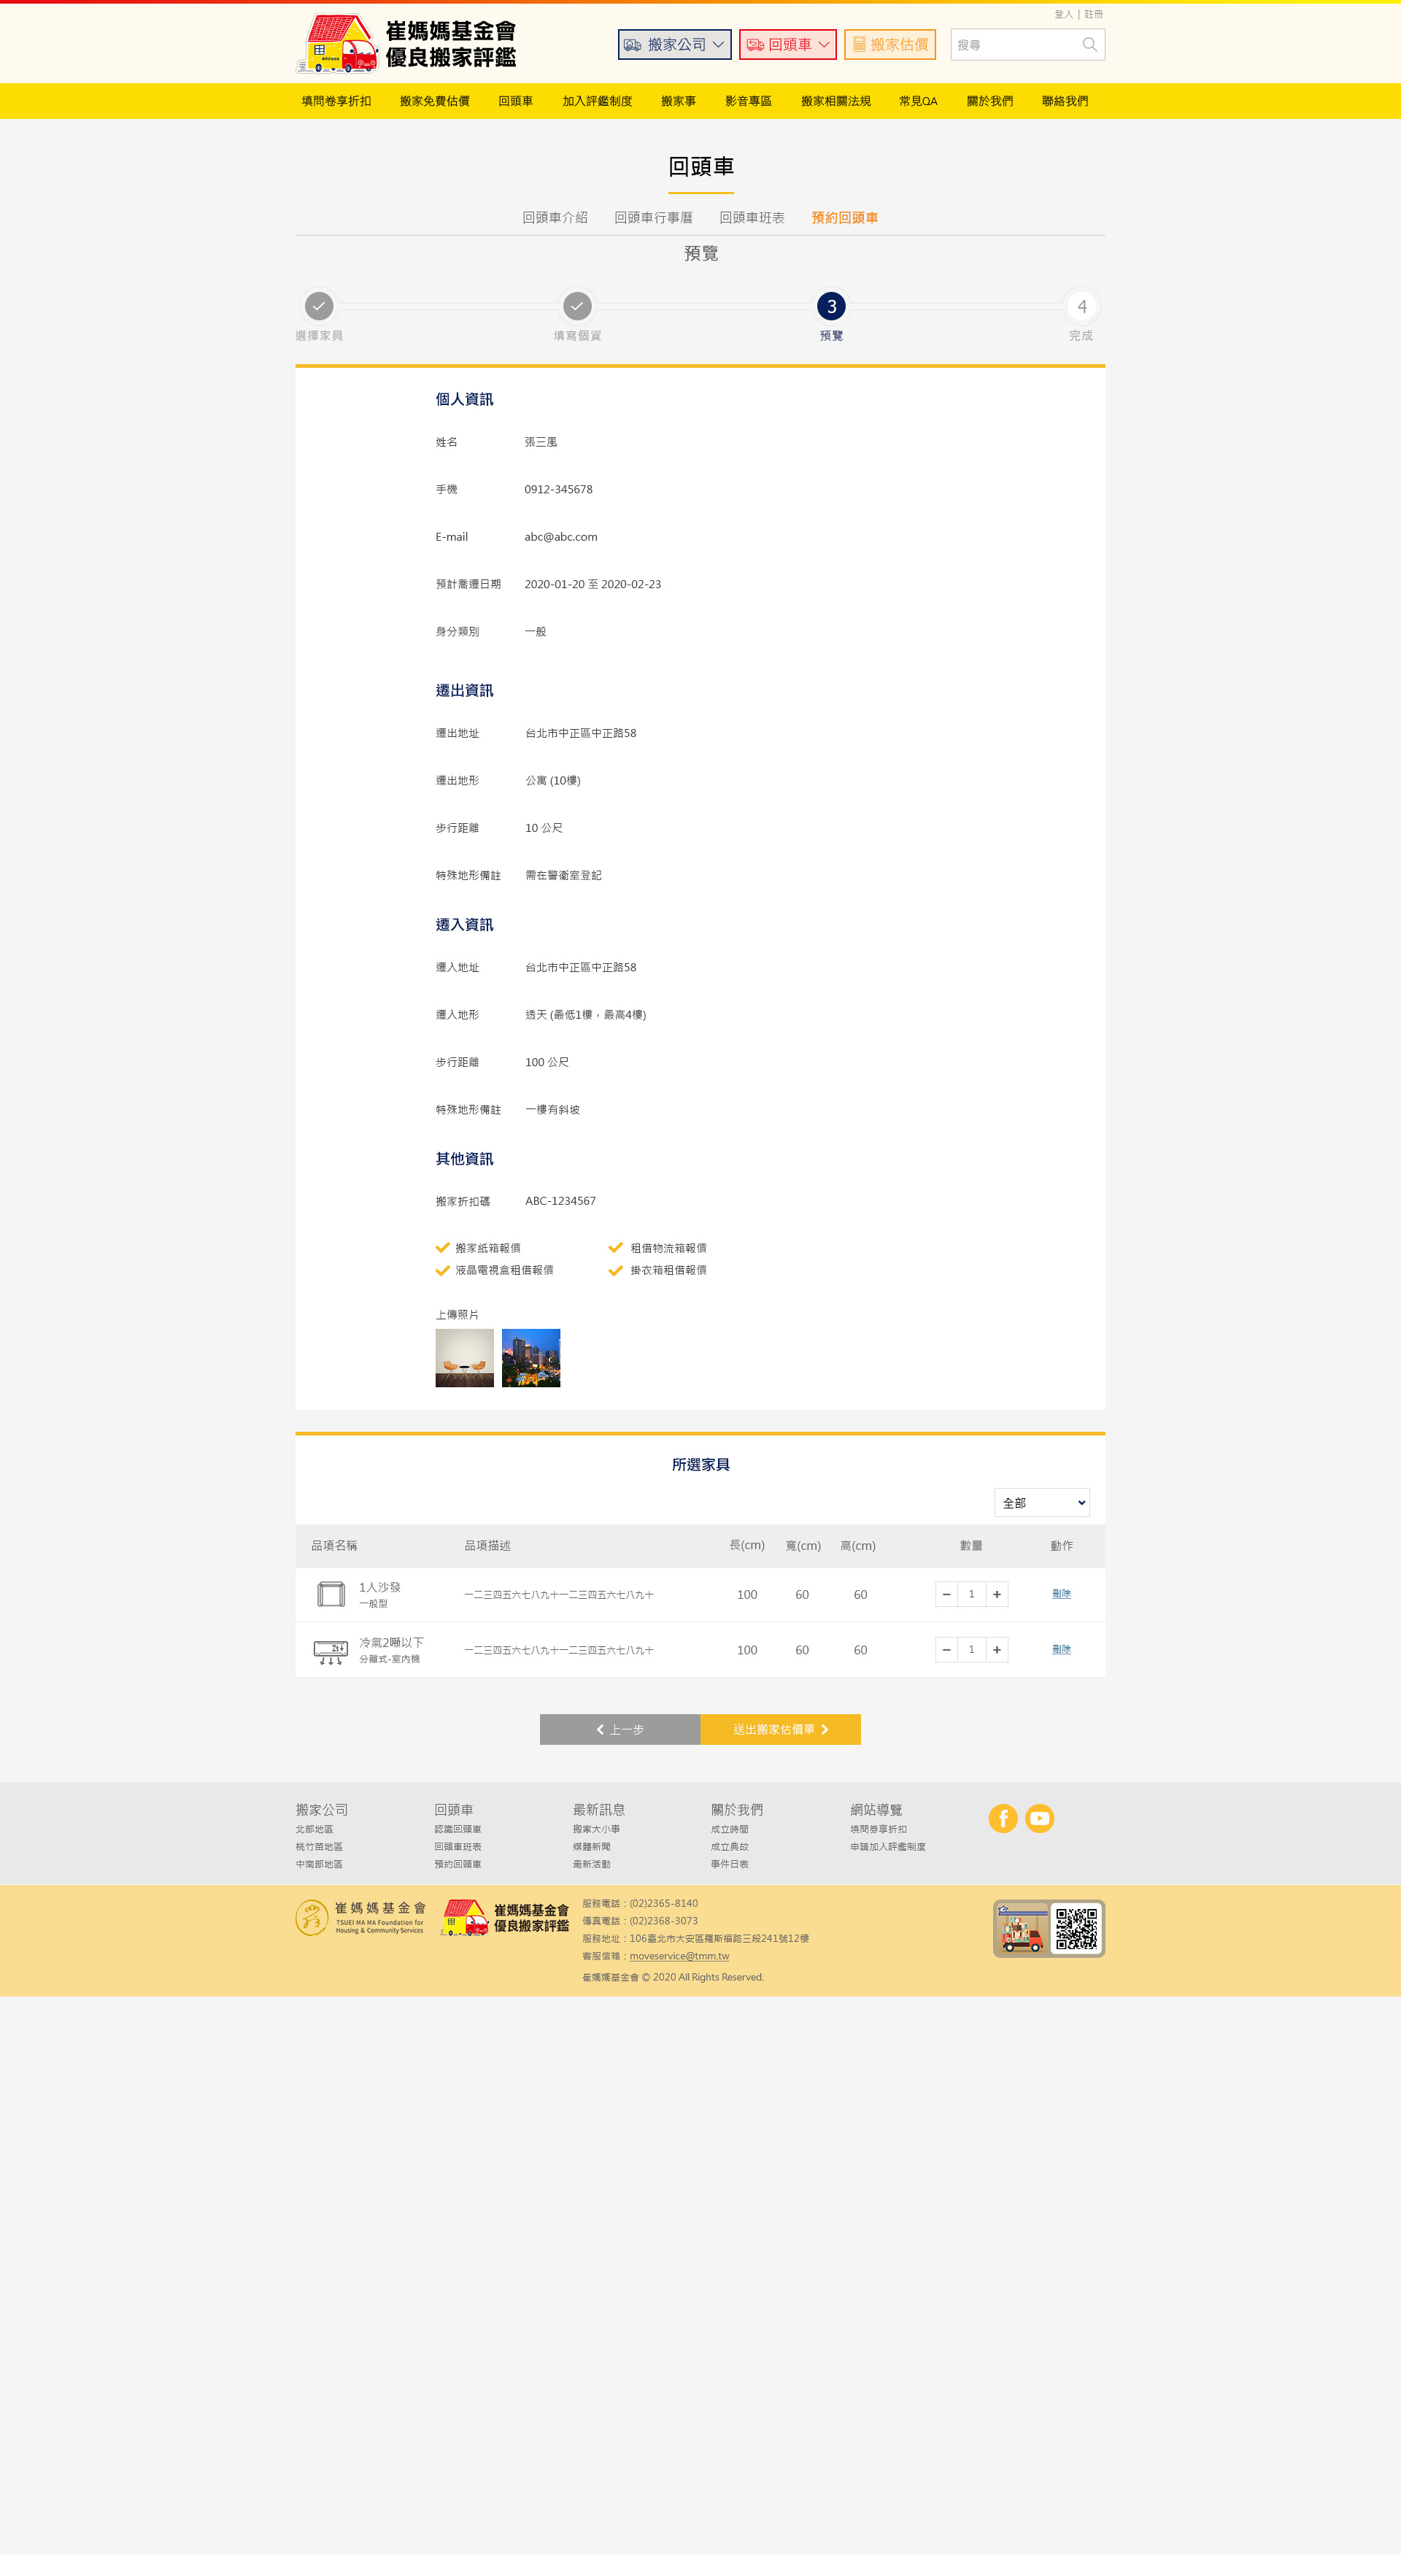 登入 | 註冊
崔媽媽基金會
優良搬家評鑑
搬家公司 回頭車 搬家估價 搜尋
填問卷享折扣 搬家免費估價 回頭車 加入評鑑制度 搬家事 影音專區 搬家相關法規 常見QA 關於我們 聯絡我們
回頭車
回頭車介紹 回頭車行事曆 回頭車班表 預約回頭車
預覽
3 4
選擇家具 填寫個資 預覽 完成
個人資訊
姓名 張三風
手機 0912-345678
E-mail abc@abc.com
預計喬遷日期 2020-01-20 至 2020-02-23
身分類別 一般
遷出資訊
遷出地址 台北市中正區中正路58
遷出地形 公寓 (10樓)
步行距離 10 公尺
特殊地形備註 需在警衛室登記
遷入資訊
遷入地址 台北市中正區中正路58
遷入地形 透天 (最低1樓，最高4樓)
步行距離 100 公尺
特殊地形備註 一樓有斜坡
其他資訊
搬家折扣碼 ABC-1234567
搬家紙箱報價 租借物流箱報價
液晶電視盒租借報價 掛衣箱租借報價
上傳照片
所選家具
全部
品項名稱 品項描述 長(cm) 寬(cm) 高(cm) 數量 動作
1人沙發
一般型
一二三四五六七八九十一二三四五六七八九十 100 60 60 1 刪除
2t
冷氣2噸以下
分離式-室內機
一二三四五六七八九十一二三四五六七八九十 100 60 60 1 刪除
上一步 送出搬家估價單
搬家公司 回頭車 最新訊息 關於我們 網站導覽
北部地區 認識回頭車 搬家大小事 成立時間 填問券享折扣
桃竹苗地區 回頭車班表 媒體新聞 成立典故 申請加入評鑑制度
中南部地區 預約回頭車 最新活動 事件日表
崔媽媽基金會
TSUEI MA MA Foundation for
Housing & Community Services
崔媽媽基金會
優良搬家評鑑
服務電話：(02)2365-8140
傳真電話：(02)2368-3073
服務地址：106臺北市大安區羅斯福路三段241號12樓
客服信箱：moveservice@tmm.tw
崔媽媽基金會 © 2020 All Rights Reserved.